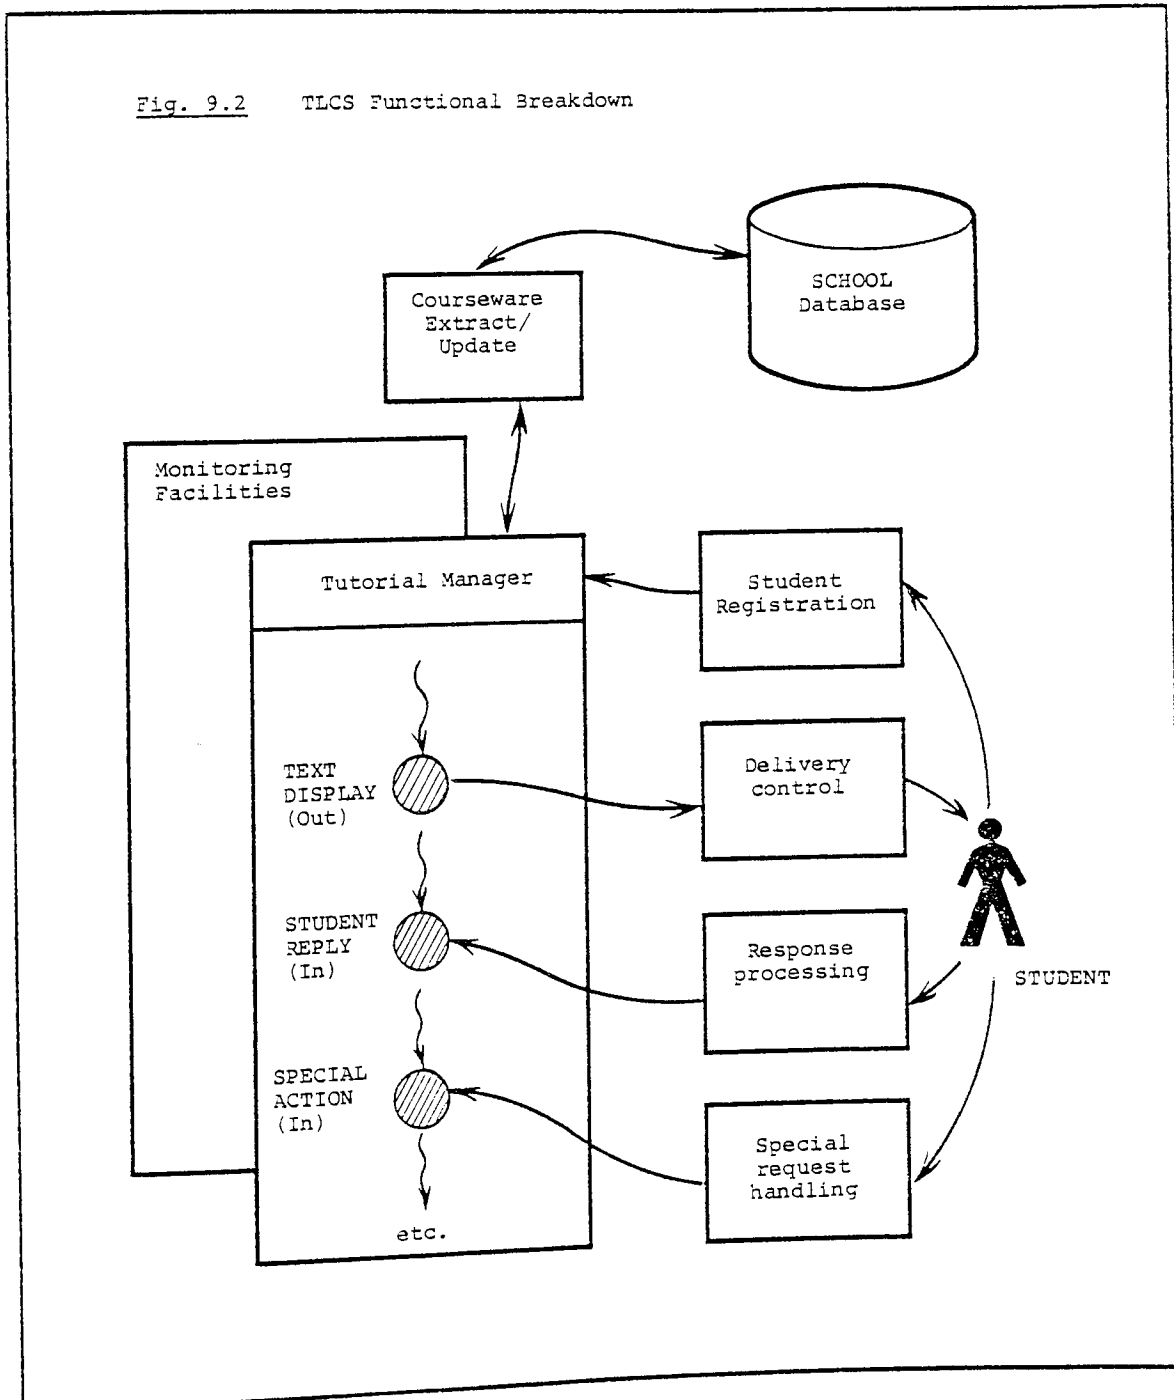 Fig. 9.2 TLCS Functional Breakdown
SCHOOL
Database
Courseware
Extract/
Update
Monitoring
Facilities
Tutorial Manager
Student
Registration
TEXT
DISPLAY
(Out)
Delivery
control
STUDENT
REPLY
(In)
Response
processing
STUDENT
SPECIAL
ACTION
(In)
Special
request
handling
etc.